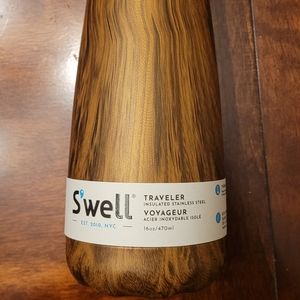 S'well®
EST. 2010, NYC
TRAVELER
INSULATED STAINLESS STEEL
VOYAGEUR
ACIER INOXYDABLE ISOLÉ
16oz/470ml